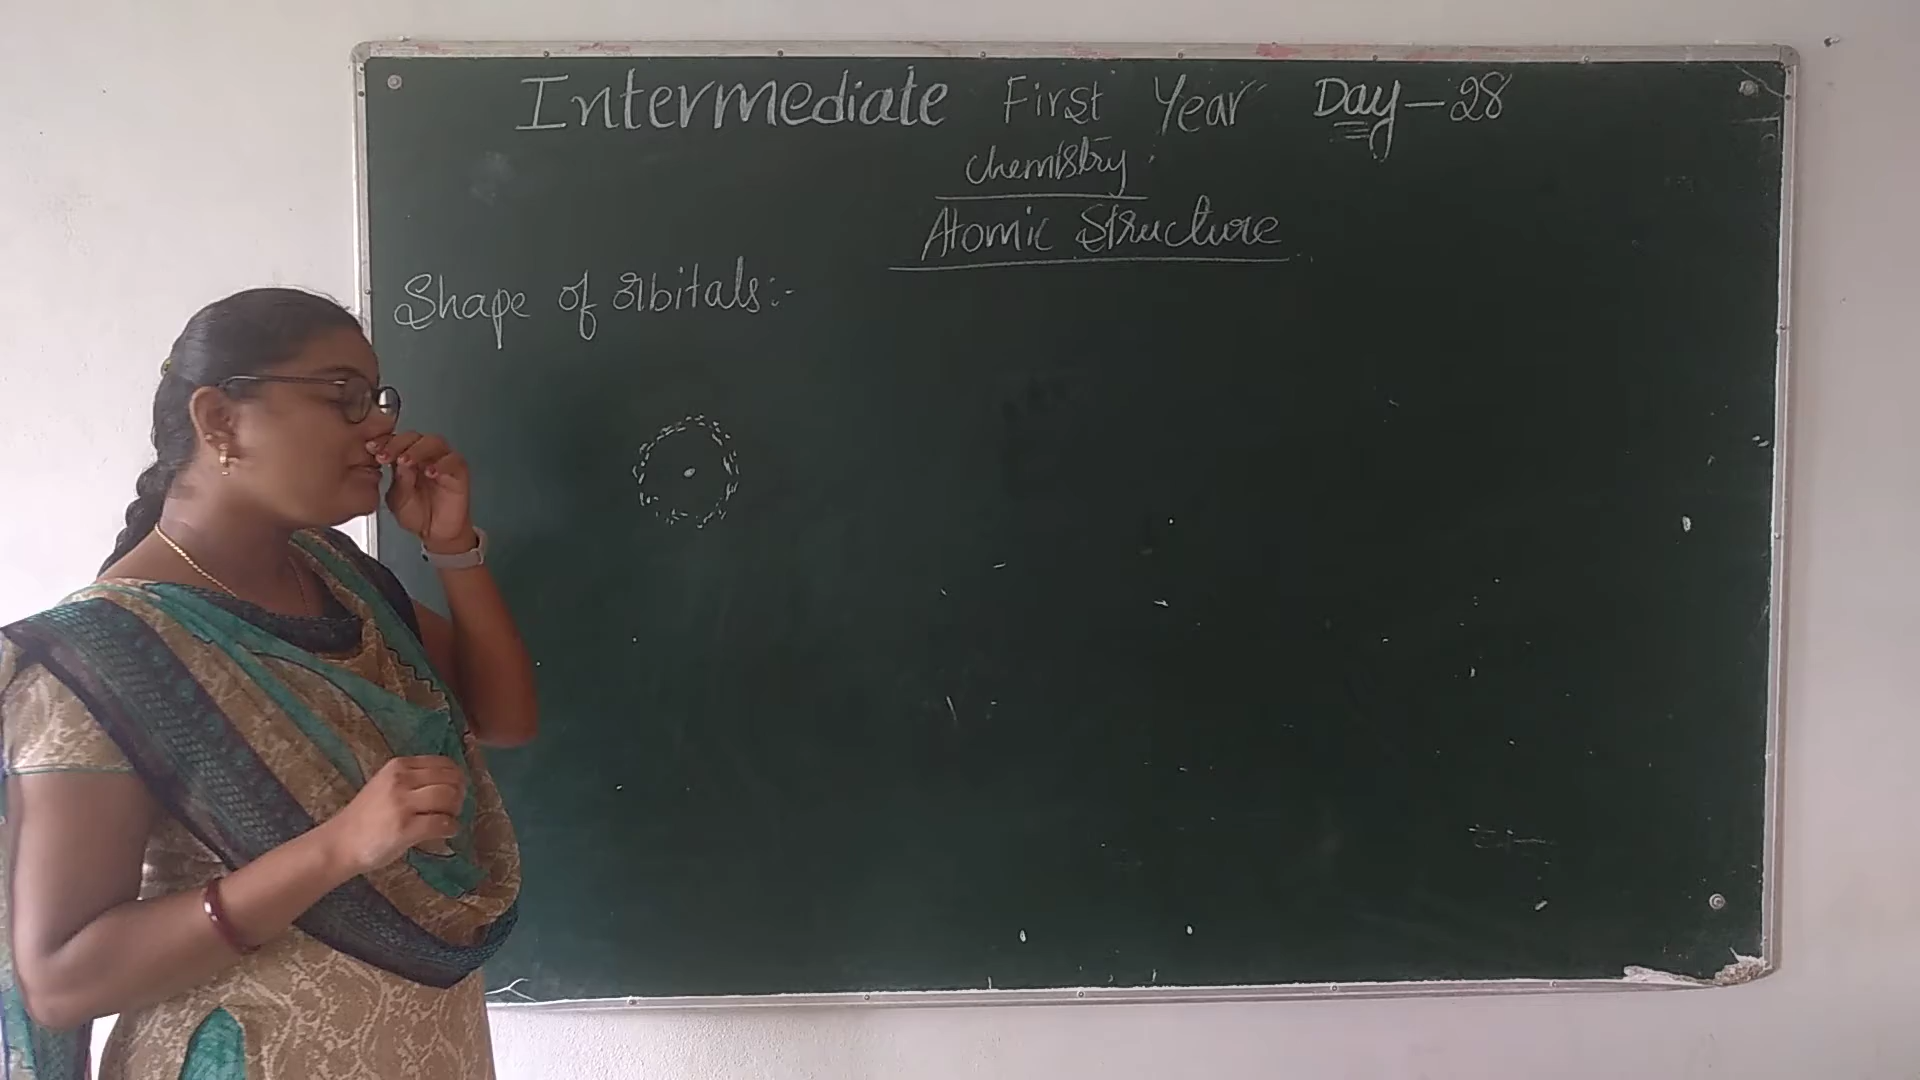 Intermediate First Year Day-28
Chemistry
Atomic Structure
Shape of orbitals:-